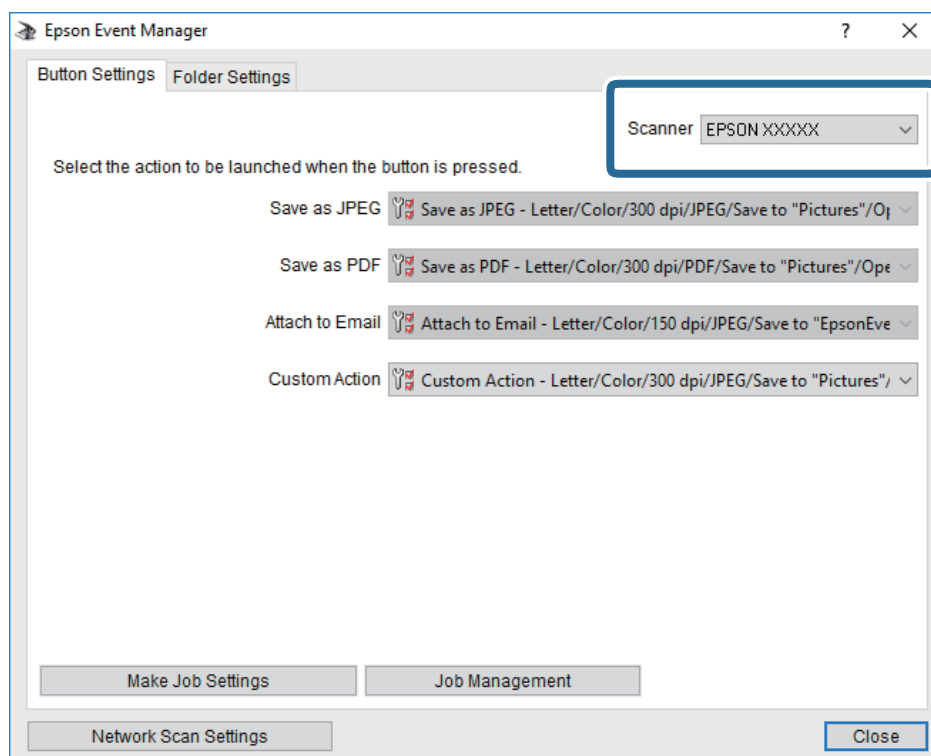 Epson Event Manager
Button Settings Folder Settings
Scanner EPSON XXXXX
Select the action to be launched when the button is pressed.
Save as JPEG Save as JPEG - Letter/Color/300 dpi/JPEG/Save to "Pictures"/Op
Save as PDF Save as PDF - Letter/Color/300 dpi/PDF/Save to "Pictures"/Ope
Attach to Email Attach to Email - Letter/Color/150 dpi/JPEG/Save to "EpsonEve
Custom Action Custom Action - Letter/Color/300 dpi/JPEG/Save to "Pictures"/
Make Job Settings Job Management
Network Scan Settings Close